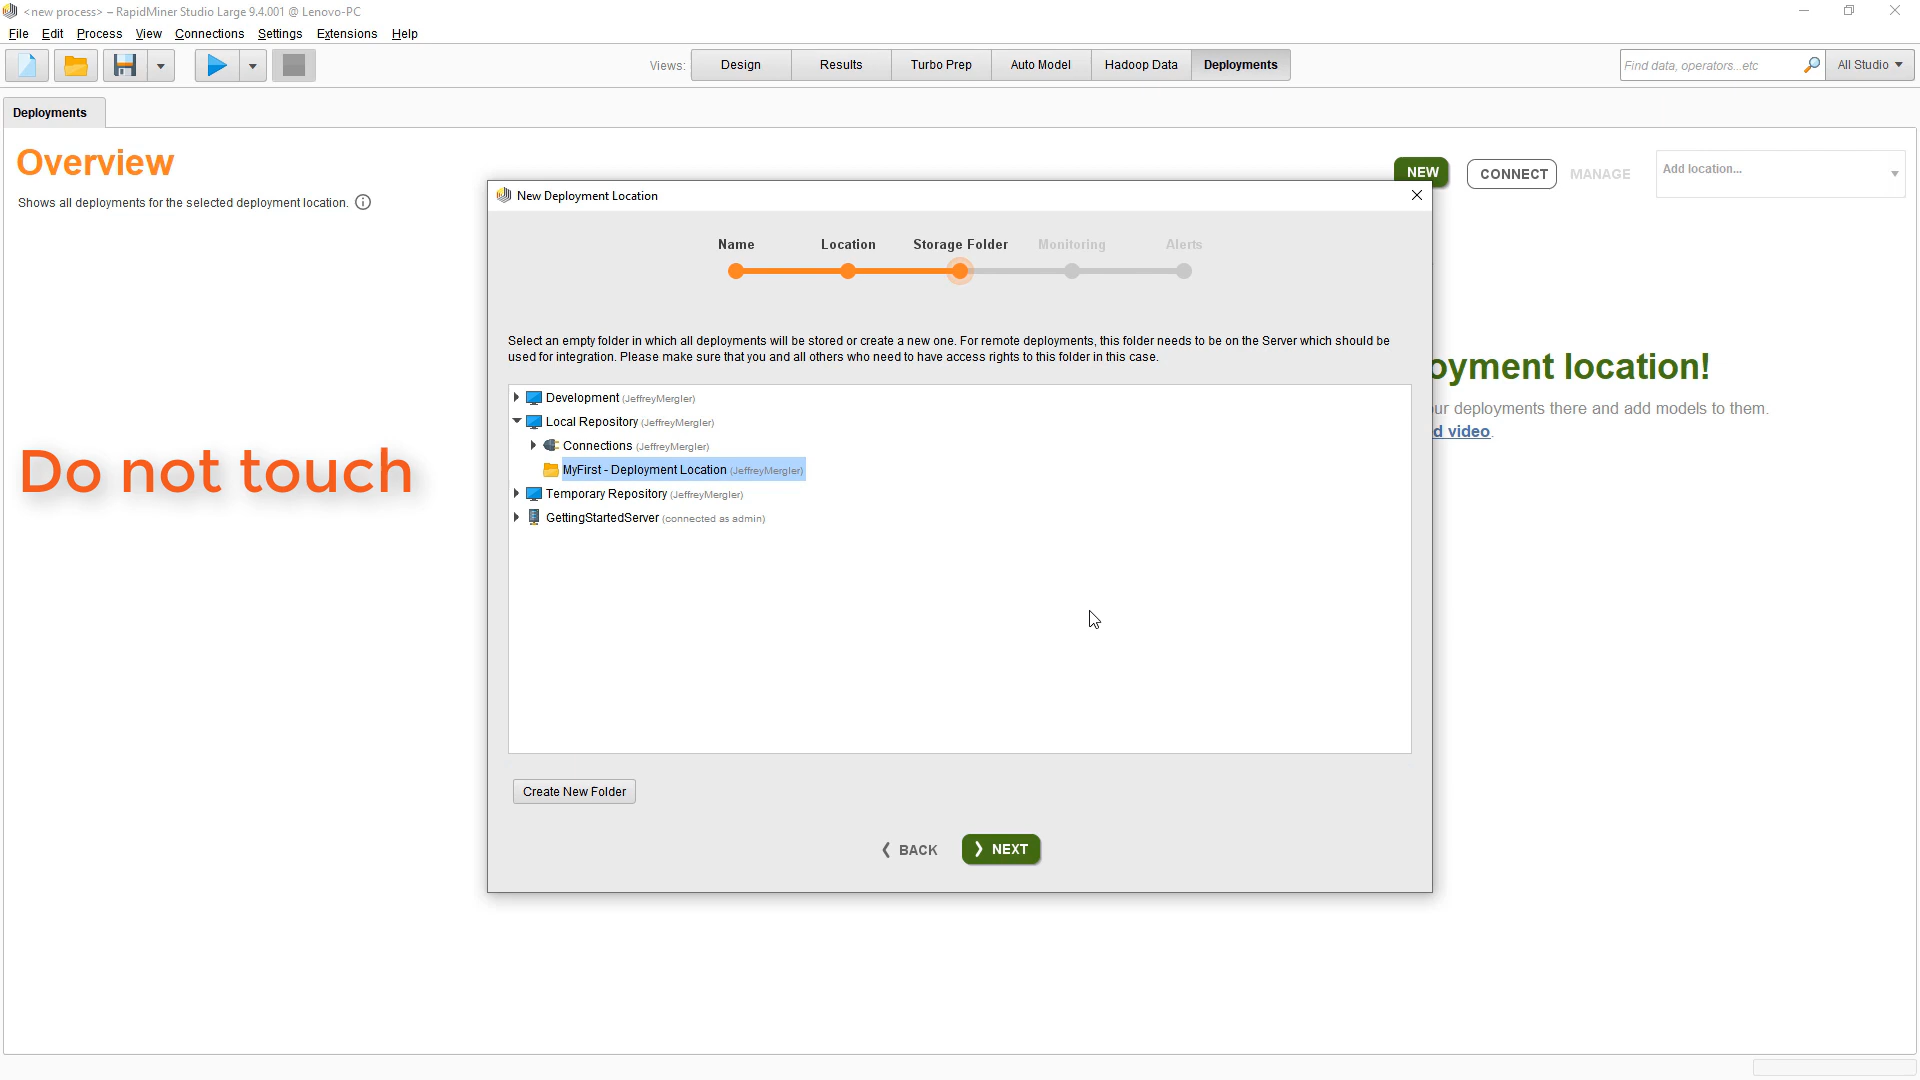 <new process> – RapidMiner Studio Large 9.4.001 @ Lenovo-PC
File Edit Process View Connections Settings Extensions Help
Views: Design Results Turbo Prep Auto Model Hadoop Data Deployments
Find data, operators...etc All Studio
Deployments
Overview
Shows all deployments for the selected deployment location.
NEW CONNECT MANAGE Add location...
New Deployment Location
Name Location Storage Folder Monitoring Alerts
Select an empty folder in which all deployments will be stored or create a new one. For remote deployments, this folder needs to be on the Server which should be
used for integration. Please make sure that you and all others who need to have access rights to this folder in this case.
Development (JeffreyMergler)
Local Repository (JeffreyMergler)
Connections (JeffreyMergler)
MyFirst - Deployment Location (JeffreyMergler)
Temporary Repository (JeffreyMergler)
GettingStartedServer (connected as admin)
Create New Folder
BACK NEXT
location!
deployments there and add models to them.
video.
Do not touch